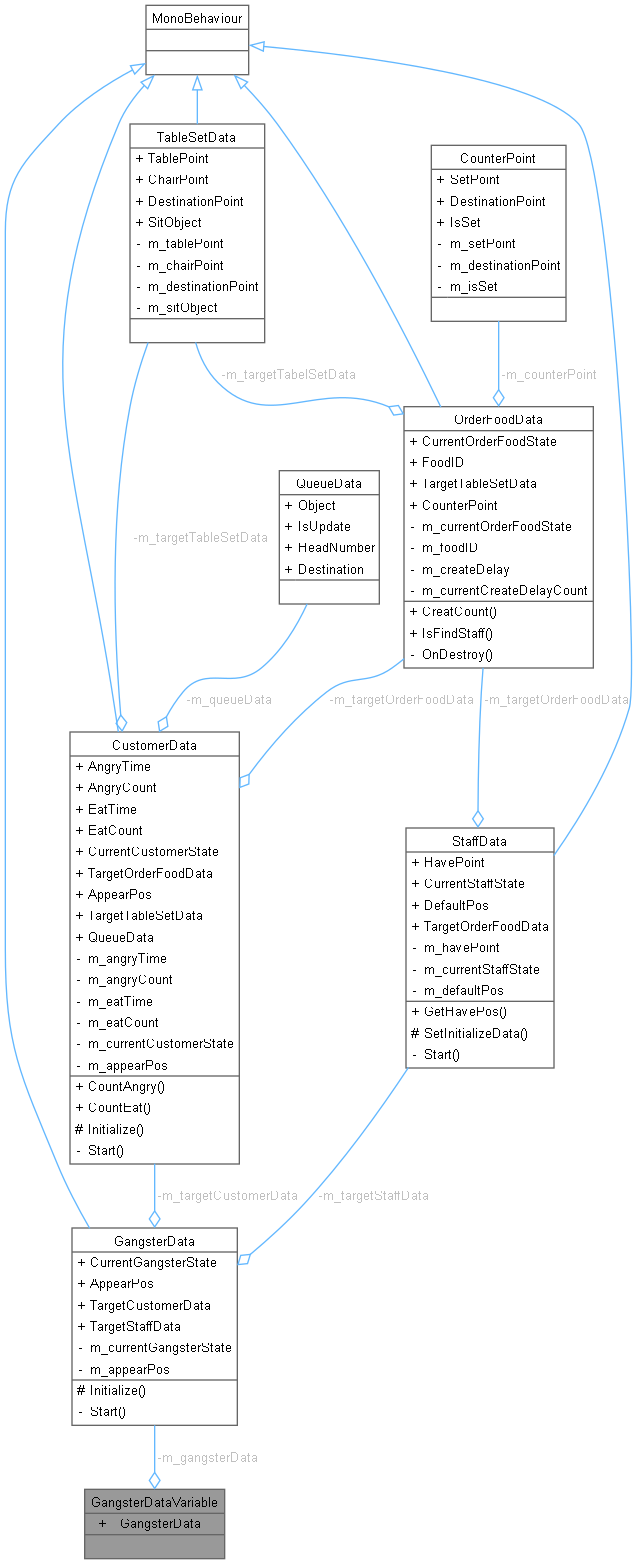 MonoBehaviour
TableSetData
+ TablePoint
+ ChairPoint
+ DestinationPoint
+ SitObject
- m_tablePoint
- m_chairPoint
- m_destinationPoint
- m_sitObject
CounterPoint
+ SetPoint
+ DestinationPoint
+ IsSet
- m_setPoint
- m_destinationPoint
- m_isSet
-m_targetTabelSetData
-m_counterPoint
OrderFoodData
+ CurrentOrderFoodState
+ FoodID
+ TargetTableSetData
+ CounterPoint
- m_currentOrderFoodState
- m_foodID
- m_createDelay
- m_currentCreateDelayCount
+ CreatCount()
+ IsFindStaff()
- OnDestroy()
QueueData
+ Object
+ IsUpdate
+ HeadNumber
+ Destination
-m_targetTableSetData
-m_queueData
-m_targetOrderFoodData
-m_targetOrderFoodData
CustomerData
+ AngryTime
+ AngryCount
+ EatTime
+ EatCount
+ CurrentCustomerState
+ TargetOrderFoodData
+ AppearPos
+ TargetTableSetData
+ QueueData
- m_angryTime
- m_angryCount
- m_eatTime
- m_eatCount
- m_currentCustomerState
- m_appearPos
+ CountAngry()
+ CountEat()
# Initialize()
- Start()
StaffData
+ HavePoint
+ CurrentStaffState
+ DefaultPos
+ TargetOrderFoodData
- m_havePoint
- m_currentStaffState
- m_defaultPos
+ GetHavePos()
# SetInitializeData()
- Start()
-m_targetCustomerData
-m_targetStaffData
GangsterData
+ CurrentGangsterState
+ AppearPos
+ TargetCustomerData
+ TargetStaffData
- m_currentGangsterState
- m_appearPos
# Initialize()
- Start()
-m_gangsterData
GangsterDataVariable
+ GangsterData